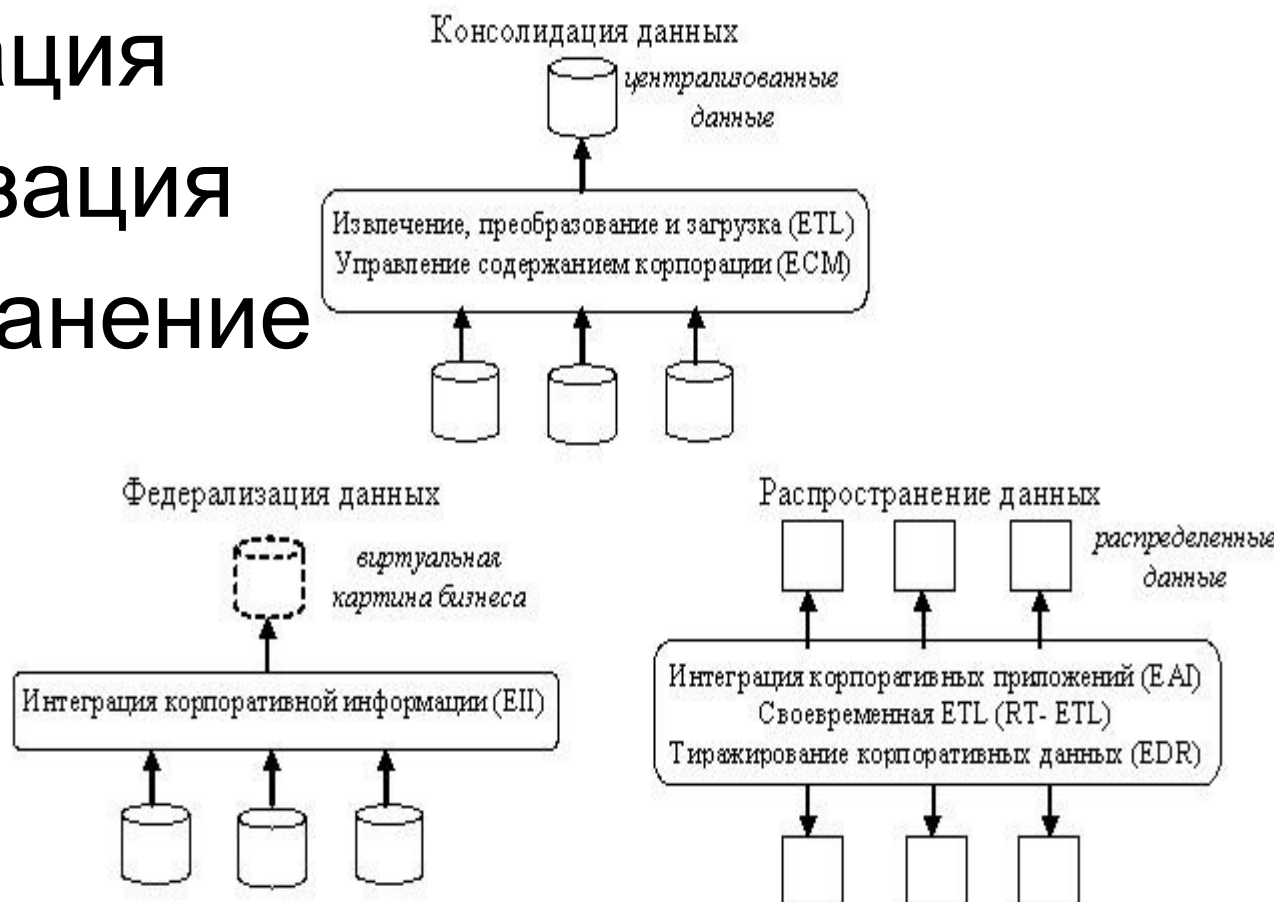 ация
зация
анение
Консолидация данных
централизованные
данные
Извлечение, преобразование и загрузка (ETL)
Управление содержанием корпорации (ECM)
Федерализация данных
виртуальная
картина бизнеса
Интеграция корпоративной информации (EII)
Распространение данных
распределенные
данные
Интеграция корпоративных приложений (EAI)
Своевременная ETL (RT- ETL)
Тиражирование корпоративных данных (EDR)